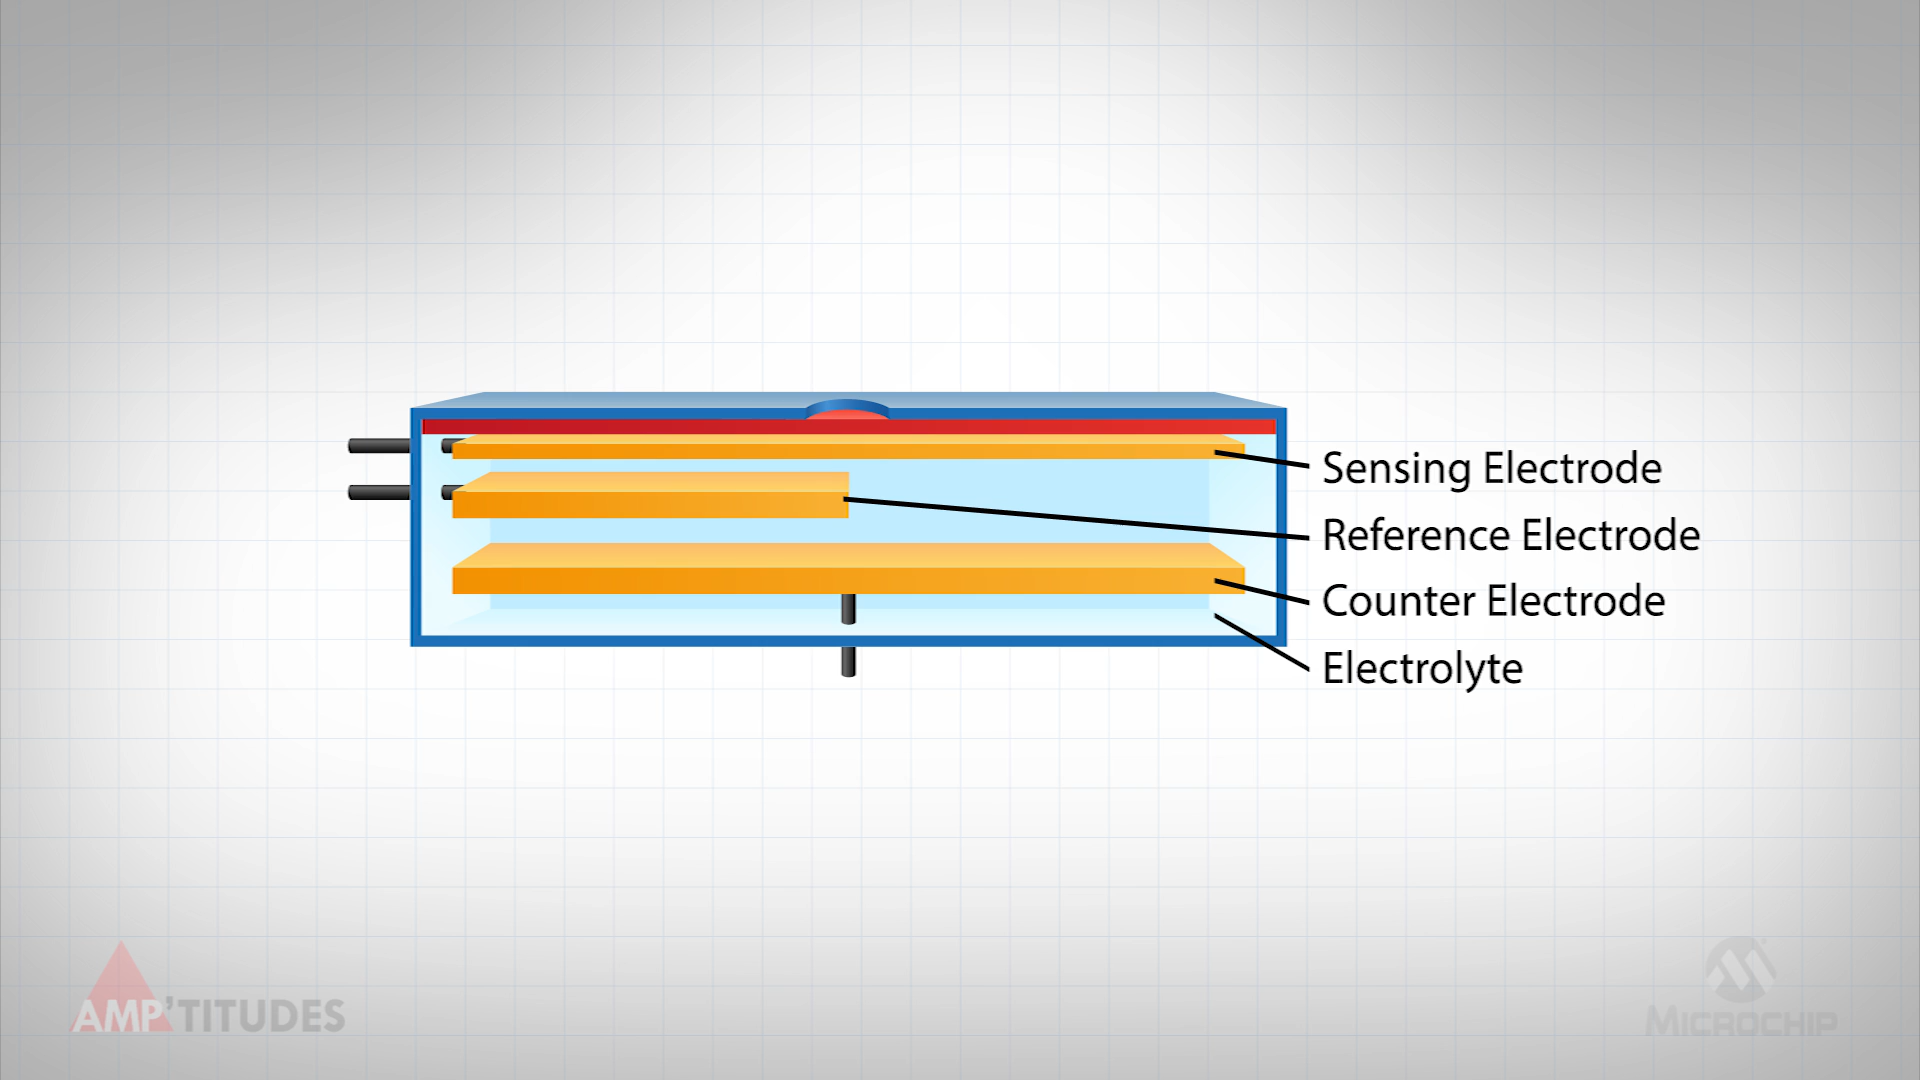 Sensing Electrode
Reference Electrode
Counter Electrode
Electrolyte
AMP'TITUDES
MICROCHIP